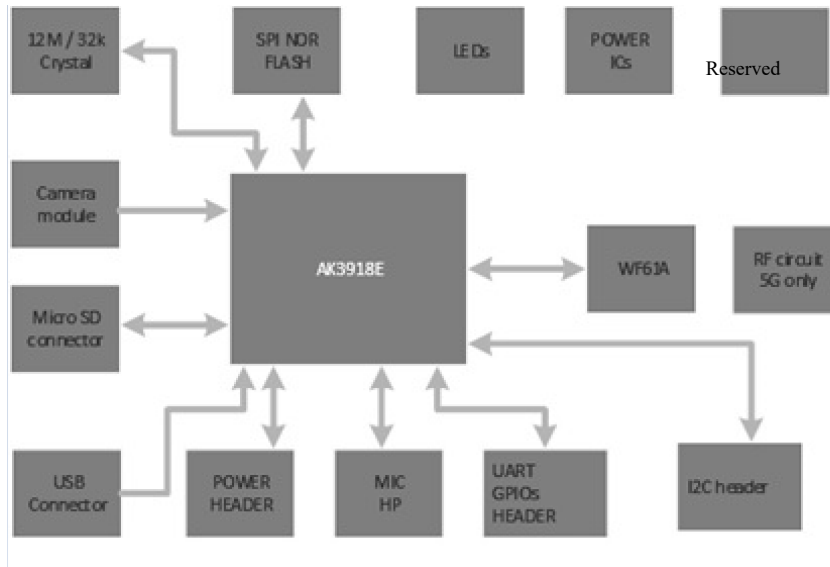 12M / 32k
Crystal
SPI NOR
FLASH
LEDs
POWER
ICs
Reserved
Camera
module
AK3918E
WF61A
RF circuit
5G only
Micro SD
connector
USB
Connector
POWER
HEADER
MIC
HP
UART
GPIOs
HEADER
I2C header